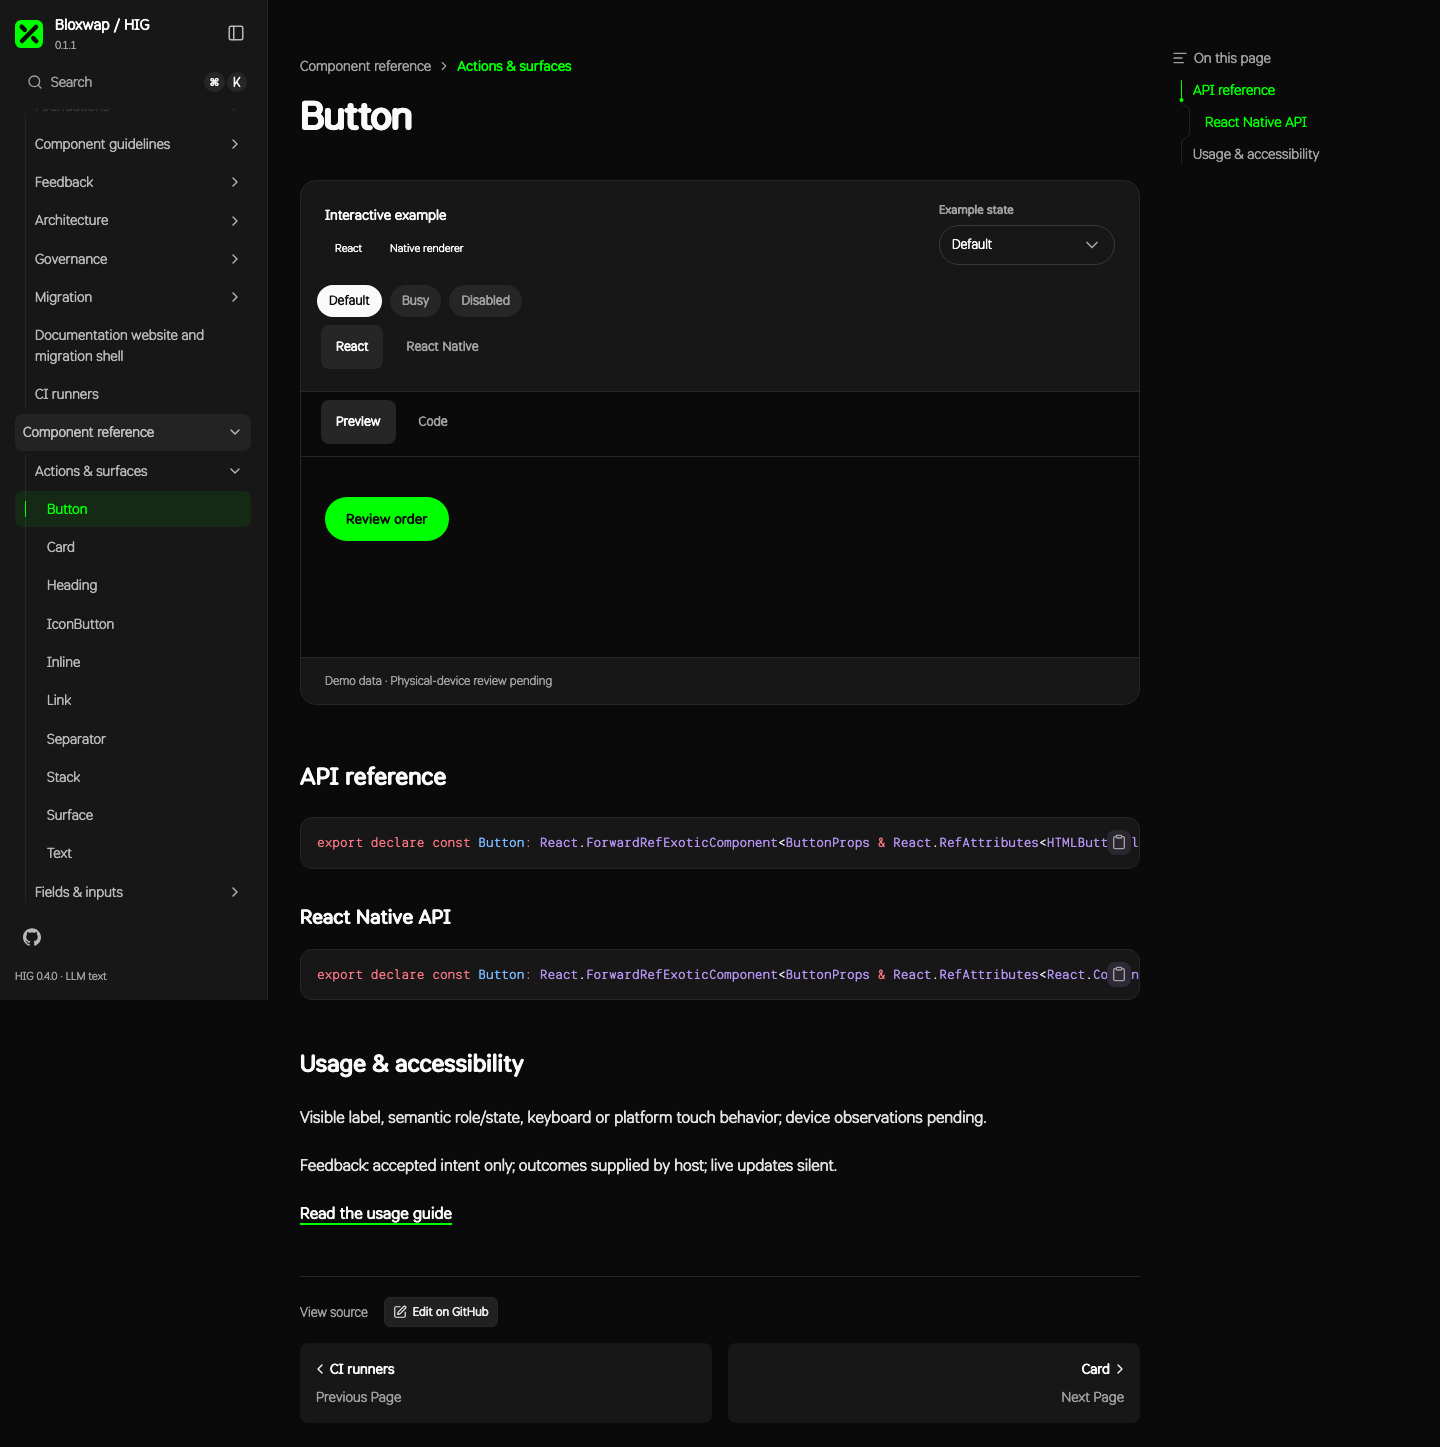 Bloxwap / HIG
0.1.1
Search
⌘ K
Foundations
Component guidelines
Feedback
Architecture
Governance
Migration
Documentation website and
migration shell
CI runners
Component reference
Actions & surfaces
Button
Card
Heading
IconButton
Inline
Link
Separator
Stack
Surface
Text
Fields & inputs
HIG 0.4.0 · LLM text
Component reference > Actions & surfaces
Button
Interactive example
React Native renderer
Example state
Default
Default Busy Disabled
React React Native
Preview Code
Review order
Demo data · Physical-device review pending
API reference
export declare const Button: React.ForwardRefExoticComponent<ButtonProps & React.RefAttributes<HTMLButt
React Native API
export declare const Button: React.ForwardRefExoticComponent<ButtonProps & React.RefAttributes<React.Co
Usage & accessibility
Visible label, semantic role/state, keyboard or platform touch behavior; device observations pending.
Feedback: accepted intent only; outcomes supplied by host; live updates silent.
Read the usage guide
View source Edit on GitHub
CI runners
Previous Page
Card
Next Page
On this page
API reference
React Native API
Usage & accessibility